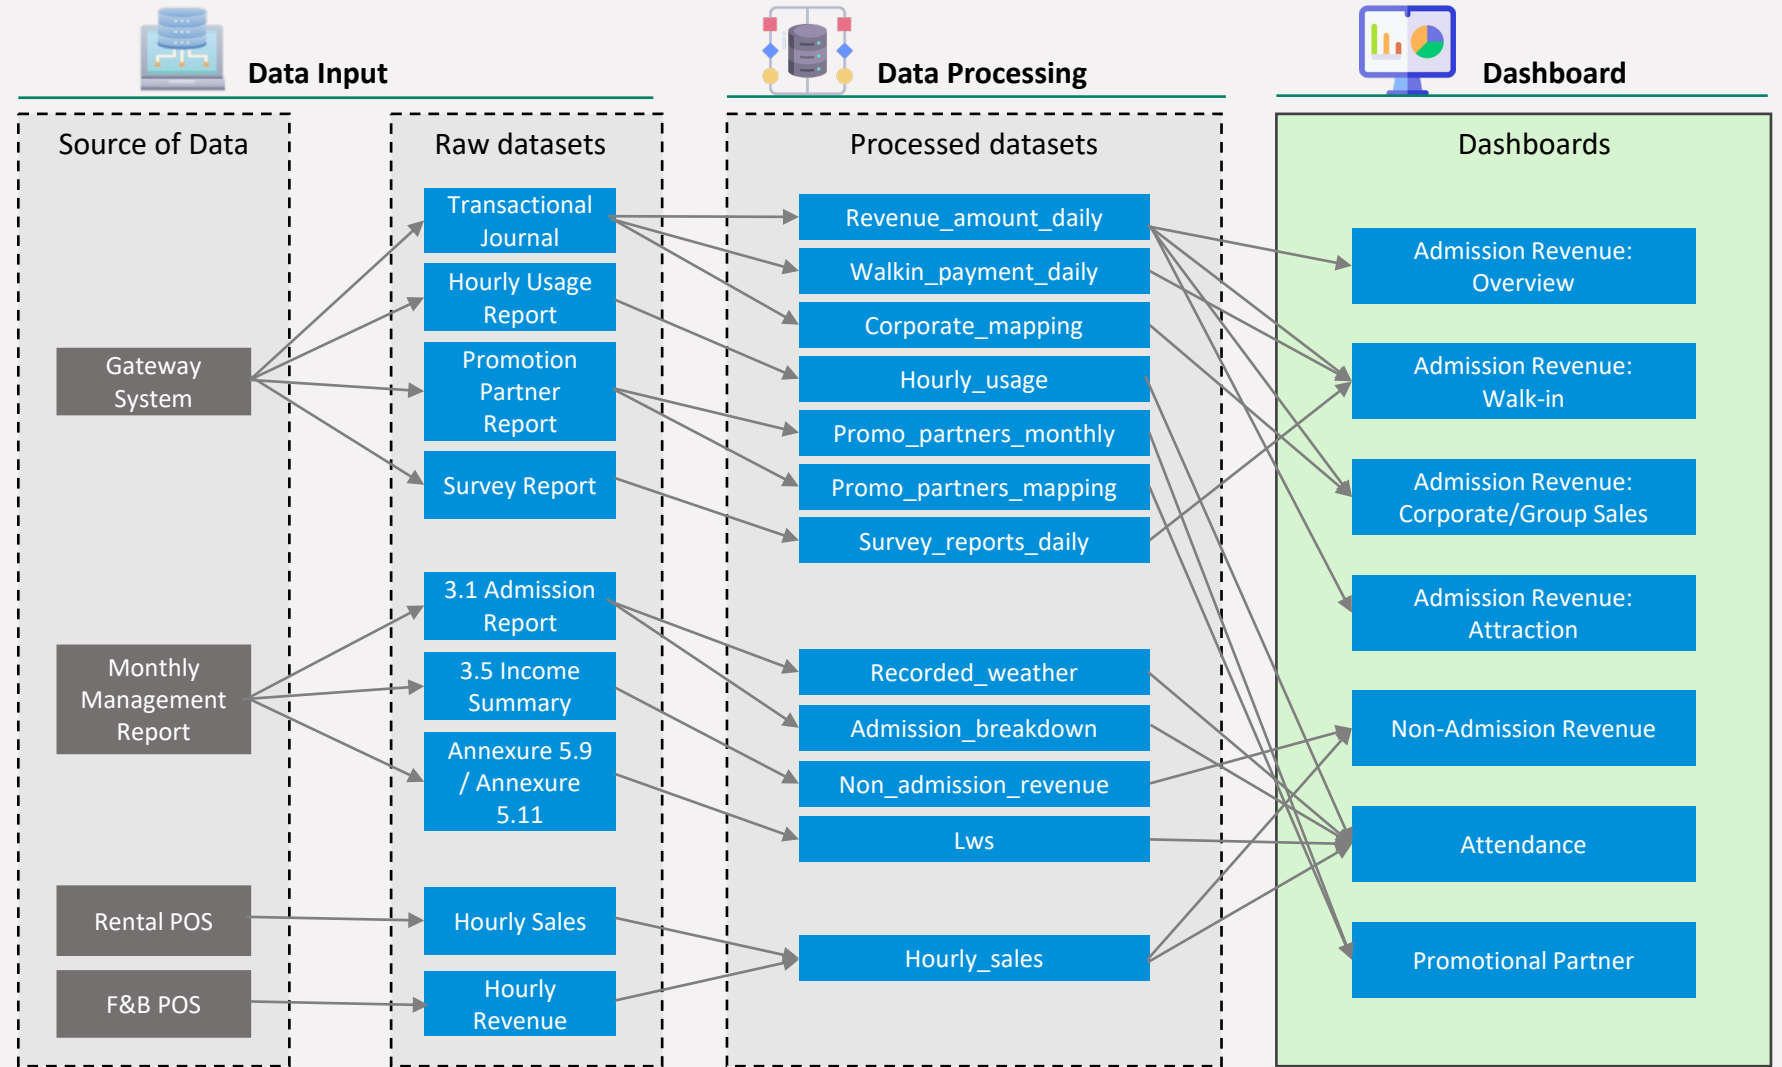 Data Input
Data Processing
Dashboard
Source of Data
Raw datasets
Processed datasets
Dashboards
Gateway
System
Monthly
Management
Report
Rental POS
F&B POS
Transactional
Journal
Hourly Usage
Report
Promotion
Partner
Report
Survey Report
3.1 Admission
Report
3.5 Income
Summary
Annexure 5.9
/ Annexure
5.11
Hourly Sales
Hourly
Revenue
Revenue_amount_daily
Walkin_payment_daily
Corporate_mapping
Hourly_usage
Promo_partners_monthly
Promo_partners_mapping
Survey_reports_daily
Recorded_weather
Admission_breakdown
Non_admission_revenue
Lws
Hourly_sales
Admission Revenue:
Overview
Admission Revenue:
Walk-in
Admission Revenue:
Corporate/Group Sales
Admission Revenue:
Attraction
Non-Admission Revenue
Attendance
Promotional Partner